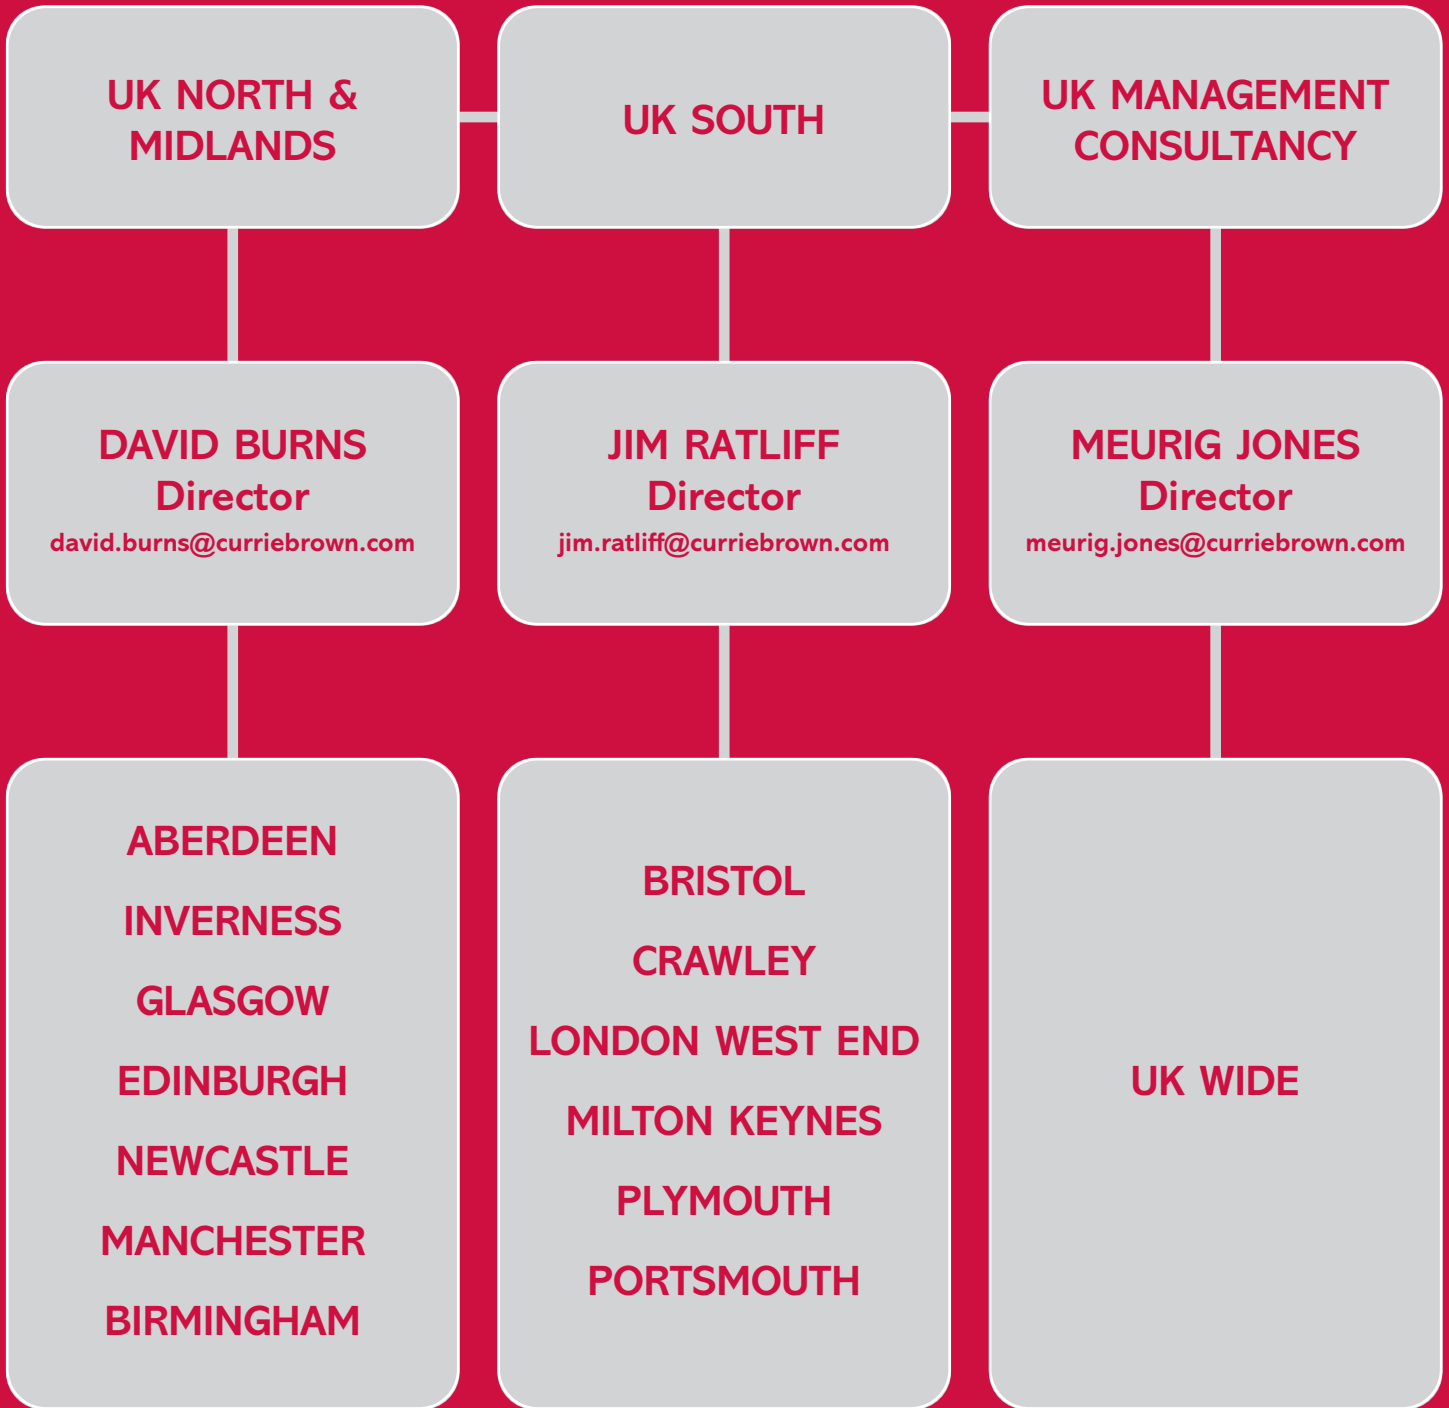 UK NORTH &
MIDLANDS
UK SOUTH
UK MANAGEMENT
CONSULTANCY
DAVID BURNS
Director
david.burns@curriebrown.com
JIM RATLIFF
Director
jim.ratliff@curriebrown.com
MEURIG JONES
Director
meurig.jones@curriebrown.com
ABERDEEN
INVERNESS
GLASGOW
EDINBURGH
NEWCASTLE
MANCHESTER
BIRMINGHAM
BRISTOL
CRAWLEY
LONDON WEST END
MILTON KEYNES
PLYMOUTH
PORTSMOUTH
UK WIDE